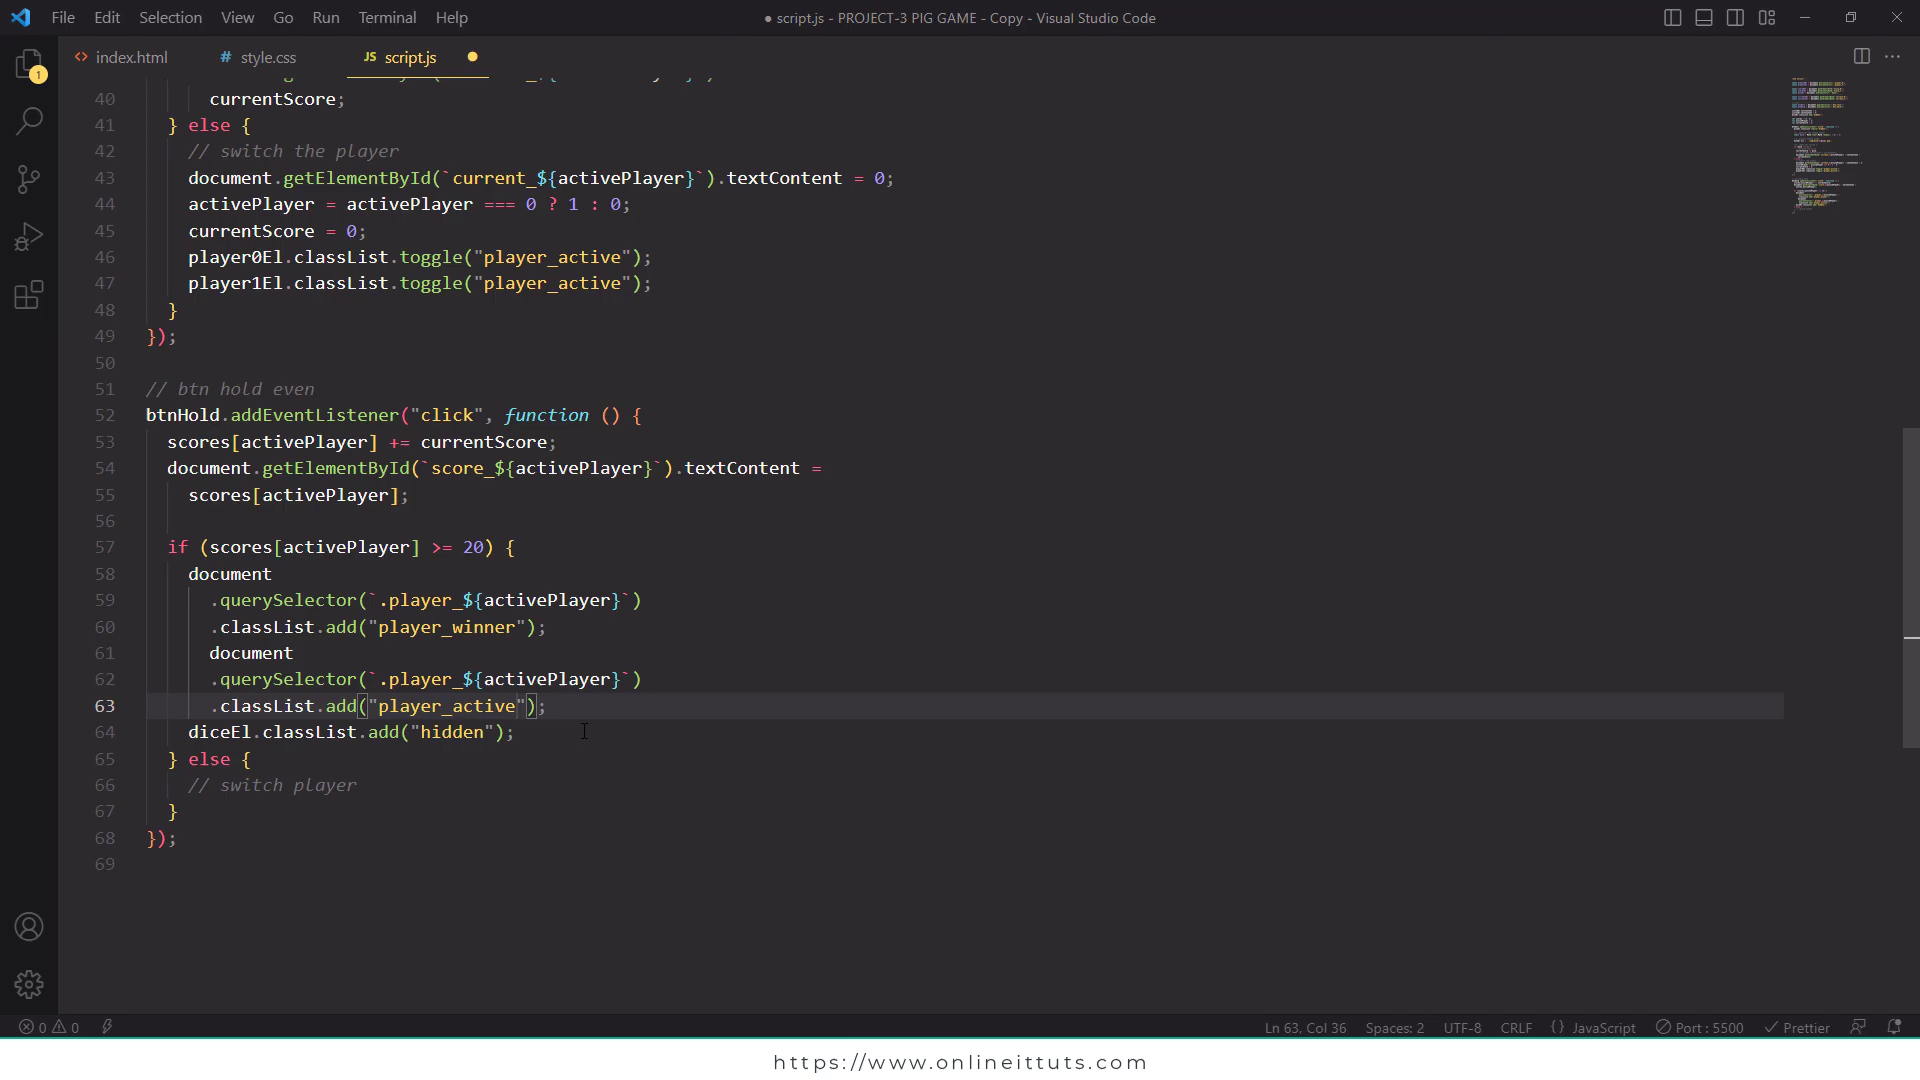 File Edit Selection View Go Run Terminal Help
● script.js - PROJECT-3 PIG GAME - Copy - Visual Studio Code
1
<> index.html
# style.css
JS script.js
40 currentScore;
41 } else {
42 // switch the player
43 document.getElementById(`current_${activePlayer}`).textContent = 0;
44 activePlayer = activePlayer === 0 ? 1 : 0;
45 currentScore = 0;
46 player0El.classList.toggle("player_active");
47 player1El.classList.toggle("player_active");
48 }
49 });
50
51 // btn hold even
52 btnHold.addEventListener("click", function () {
53 scores[activePlayer] += currentScore;
54 document.getElementById(`score_${activePlayer}`).textContent =
55 scores[activePlayer];
56
57 if (scores[activePlayer] >= 20) {
58 document
59 .querySelector(`.player_${activePlayer}`)
60 .classList.add("player_winner");
61 document
62 .querySelector(`.player_${activePlayer}`)
63 .classList.add("player_active");
64 diceEl.classList.add("hidden");
65 } else {
66 // switch player
67 }
68 });
69
0 0
Ln 63, Col 36 Spaces: 2 UTF-8 CRLF {} JavaScript Port : 5500 Prettier
https://www.onlineittuts.com